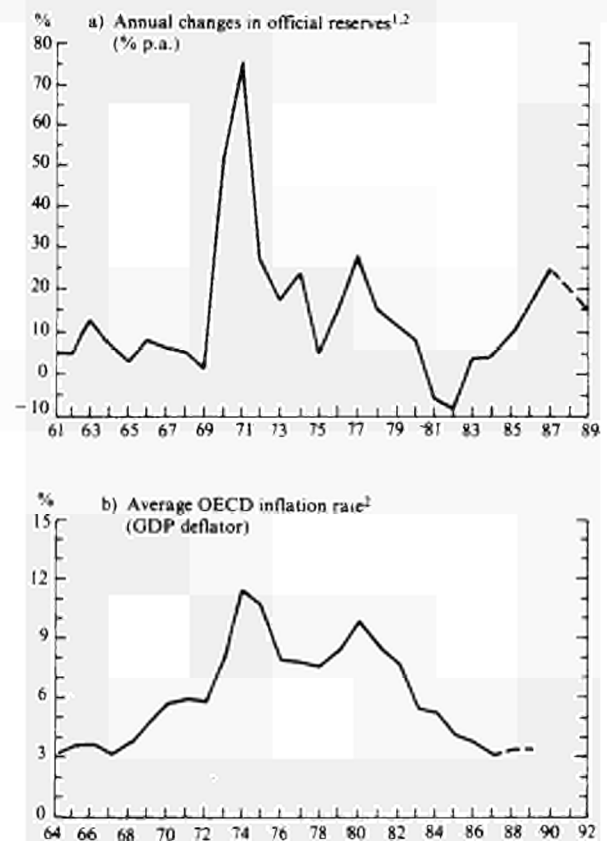 % a) Annual changes in official reserves1,2
(% p.a.)
80
70
60
50
40
30
20
10
0
-10
61 63 65 67 69 71 73 75 77 79 81 83 85 87 89
% b) Average OECD inflation rate2
(GDP deflator)
15
12
9
6
3
0
64 66 68 70 72 74 76 78 80 82 84 86 88 90 92